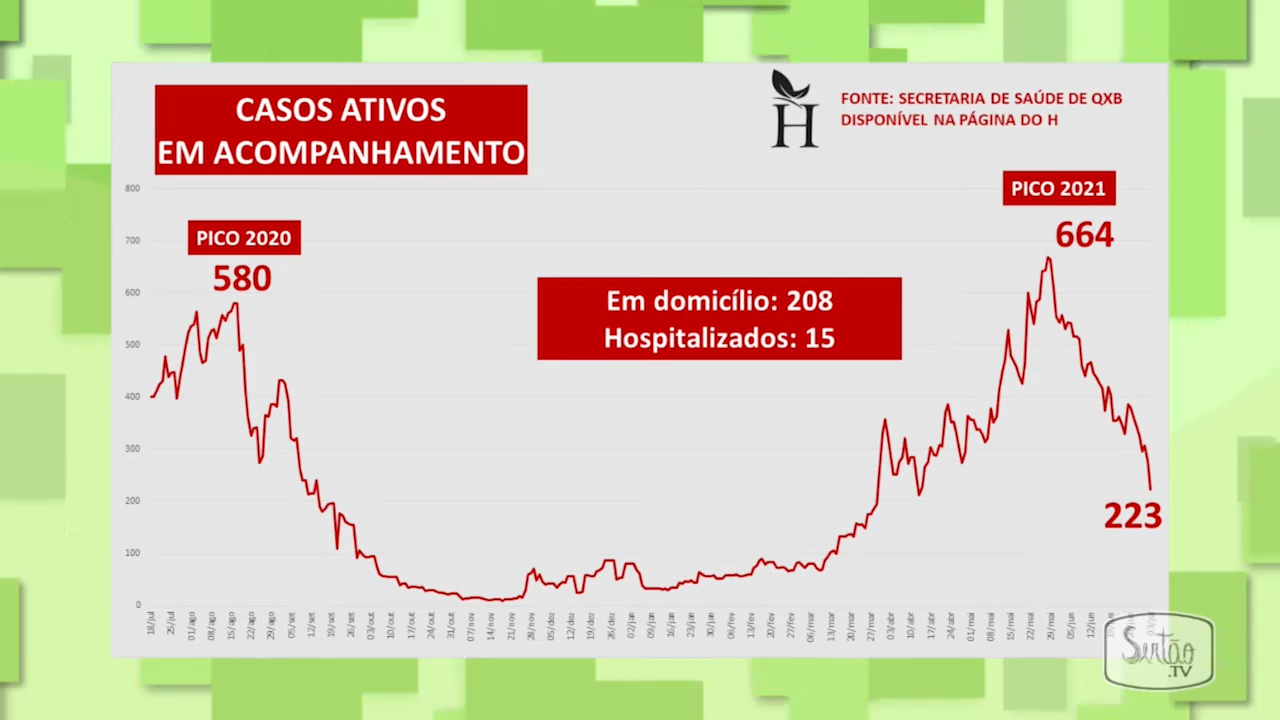 CASOS ATIVOS
EM ACOMPANHAMENTO
H
FONTE: SECRETARIA DE SAÚDE DE QXB
DISPONÍVEL NA PÁGINA DO H
PICO 2020
580
PICO 2021
664
Em domicílio: 208
Hospitalizados: 15
223
800
700
600
500
400
300
200
100
0
18/jul
25/jul
01/ago
08/ago
15/ago
22/ago
29/ago
05/set
12/set
19/set
26/set
03/out
10/out
17/out
24/out
31/out
07/nov
14/nov
21/nov
28/nov
05/dez
12/dez
19/dez
26/dez
02/jan
09/jan
16/jan
23/jan
30/jan
06/fev
13/fev
20/fev
27/fev
06/mar
13/mar
20/mar
27/mar
03/abr
10/abr
17/abr
24/abr
01/mai
08/mai
15/mai
22/mai
29/mai
05/jun
12/jun
Sertão
.TV